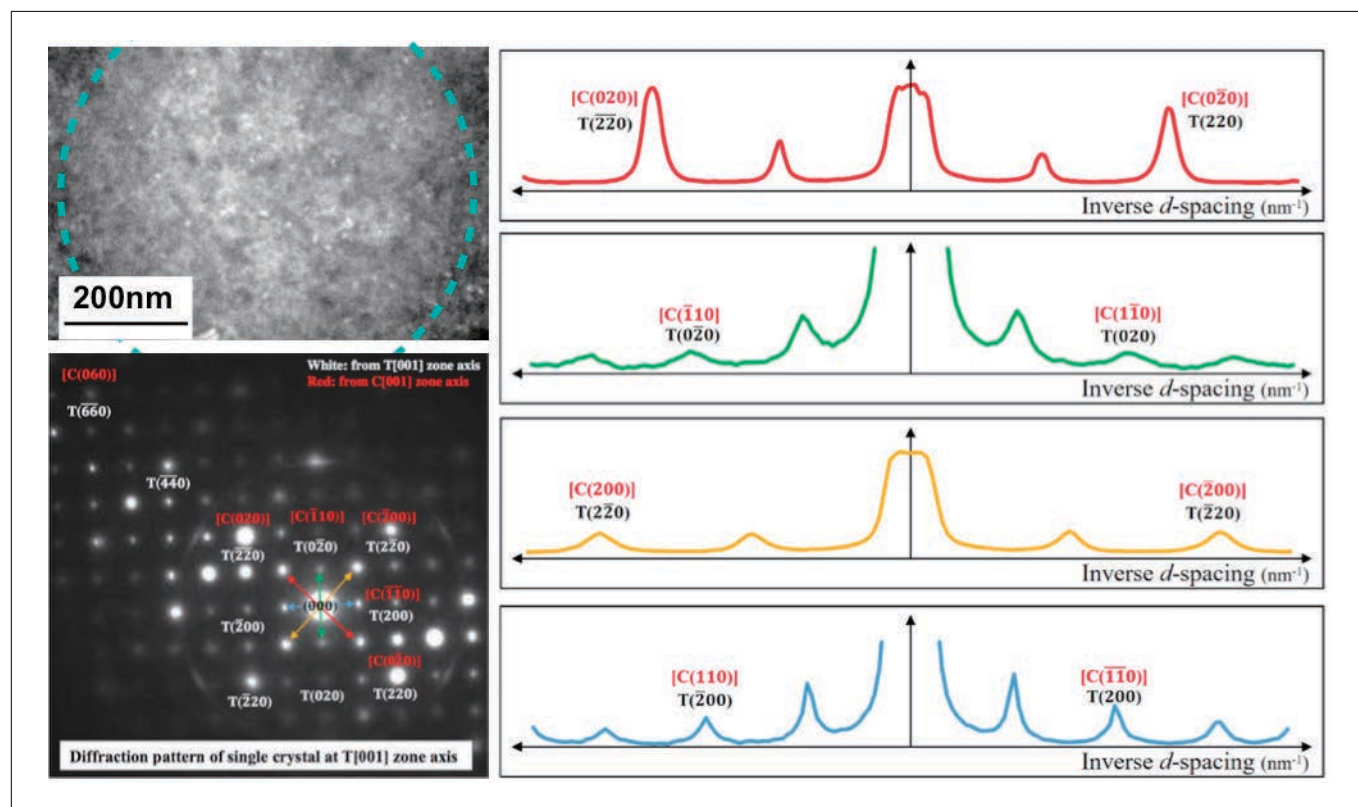 200nm
White: from T[001] zone axis
Red: from C[001] zone axis
[C(060)]
T(6̅6̅0)
T(4̅4̅0)
[C(020)] [C(1̅10)] [C(2̅00)]
T(2̅2̅0) T(02̅0) T(22̅0)
(000)
[C(1̅1̅0)]
T(2̅00) T(200)
[C(02̅0)]
T(2̅20) T(020) T(220)
Diffraction pattern of single crystal at T[001] zone axis
[C(020)] [C(02̅0)]
T(2̅2̅0) T(220)
Inverse d-spacing (nm⁻¹)
[C(1̅10)] [C(11̅0)]
T(02̅0) T(020)
Inverse d-spacing (nm⁻¹)
[C(200)] [C(2̅00)]
T(22̅0) T(2̅20)
Inverse d-spacing (nm⁻¹)
[C(110)] [C(1̅1̅0)]
T(2̅00) T(200)
Inverse d-spacing (nm⁻¹)